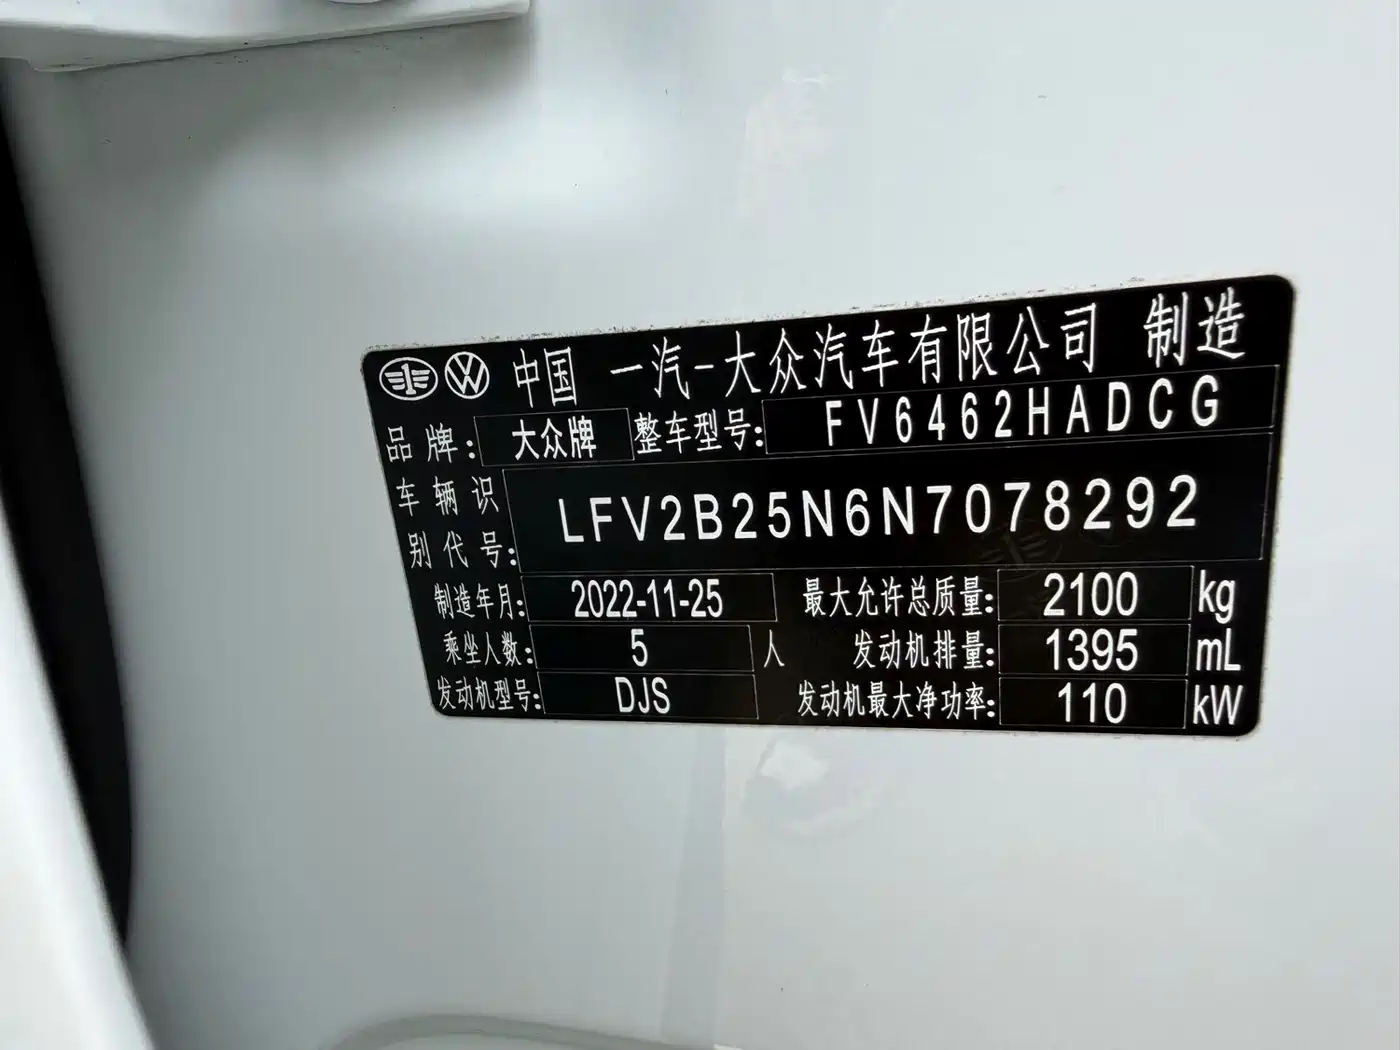 中国 一汽-大众汽车有限公司 制造
品牌: 大众牌 整车型号: FV6462HADCG
车辆识别代号: LFV2B25N6N7078292
制造年月: 2022-11-25 最大允许总质量: 2100 kg
乘坐人数: 5 人 发动机排量: 1395 mL
发动机型号: DJS 发动机最大净功率: 110 kW